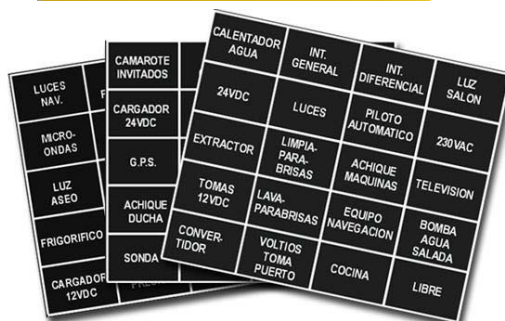 LUCES
NAV.
MICRO-
ONDAS
LUZ
ASEO
FRIGORIFICO
CARGADOR
12VDC
CAMAROTE
INVITADOS
CARGADOR
24VDC
G.P.S.
ACHIQUE
DUCHA
SONDA
CALENTADOR
AGUA
INT.
GENERAL
INT.
DIFERENCIAL
LUZ
SALON
24VDC
LUCES
PILOTO
AUTOMATICO
230VAC
EXTRACTOR
LIMPIA-
PARA-
BRISAS
ACHIQUE
MAQUINAS
TELEVISION
TOMAS
12VDC
LAVA-
PARABRISAS
EQUIPO
NAVEGACION
BOMBA
AGUA
SALADA
CONVER-
TIDOR
VOLTIOS
TOMA
PUERTO
COCINA
LIBRE